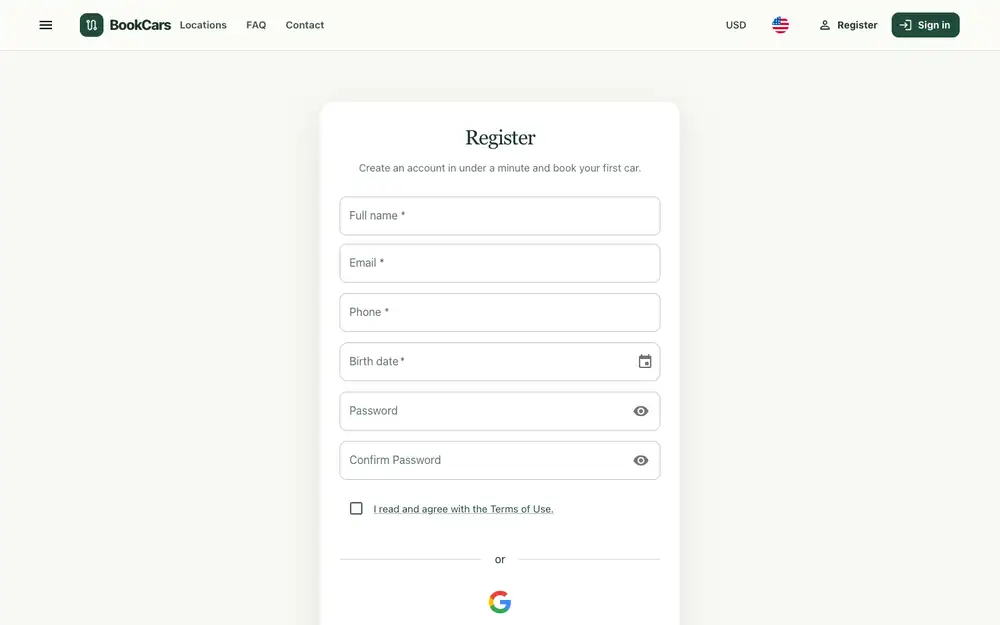 BookCars Locations FAQ Contact USD Register Sign in
Register
Create an account in under a minute and book your first car.
Full name *
Email *
Phone *
Birth date *
Password
Confirm Password
I read and agree with the Terms of Use.
or